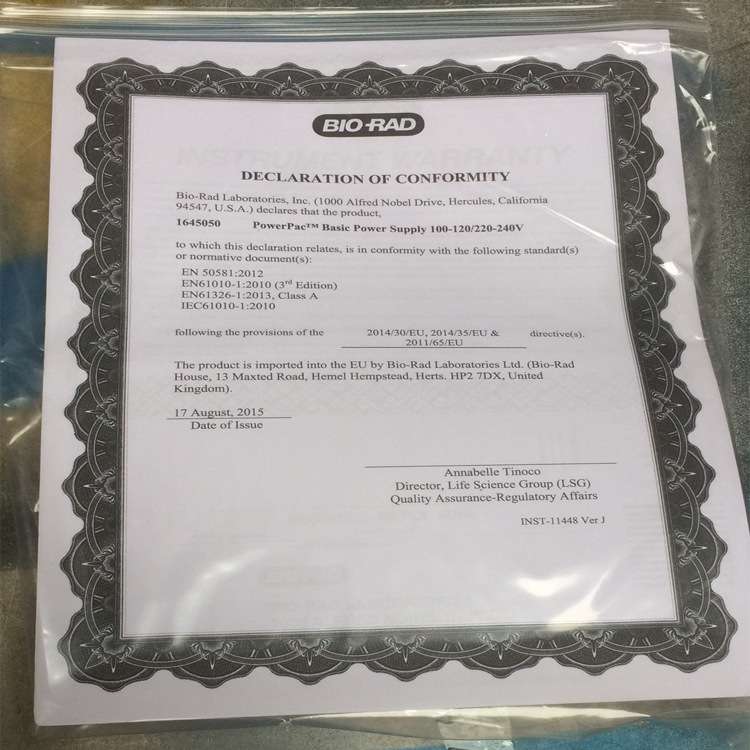 BIO-RAD
INSTRUMENT WARRANTY
DECLARATION OF CONFORMITY
Bio-Rad Laboratories, Inc. (1000 Alfred Nobel Drive, Hercules, California
94547, U.S.A.) declares that the product,
1645050 PowerPac™ Basic Power Supply 100-120/220-240V
to which this declaration relates, is in conformity with the following standard(s)
or normative document(s):
EN 50581:2012
EN61010-1:2010 (3rd Edition)
EN61326-1:2013, Class A
IEC61010-1:2010
following the provisions of the 2014/30/EU, 2014/35/EU & directive(s).
2011/65/EU
The product is imported into the EU by Bio-Rad Laboratories Ltd. (Bio-Rad
House, 13 Maxted Road, Hemel Hempstead, Herts. HP2 7DX, United
Kingdom).
17 August, 2015
Date of Issue
Annabelle Tinoco
Director, Life Science Group (LSG)
Quality Assurance-Regulatory Affairs
INST-11448 Ver J